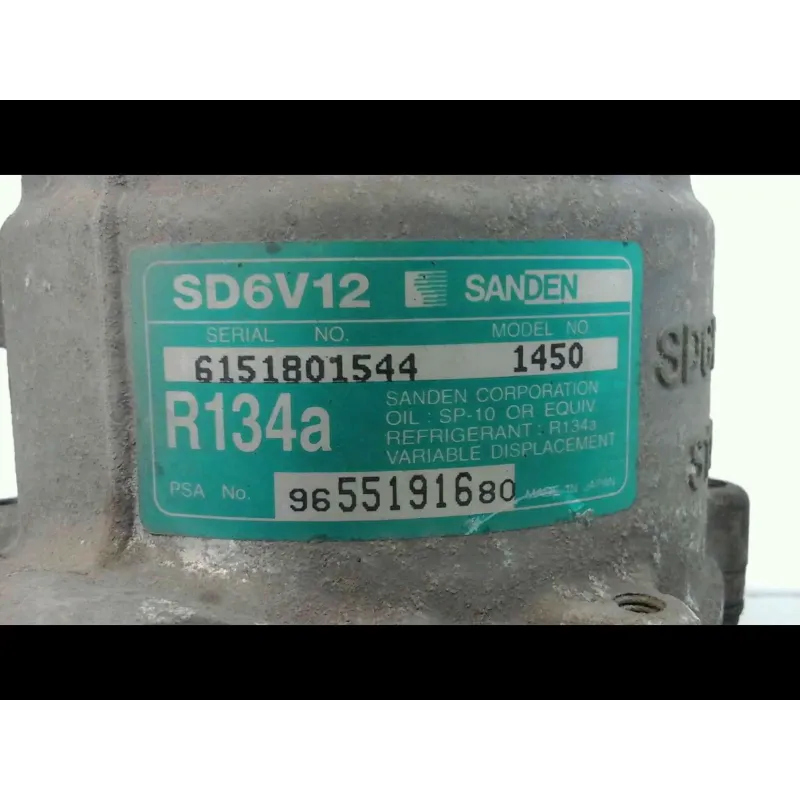 SD6V12 SANDEN
SERIAL NO. MODEL NO
6151801544 1450
R134a
SANDEN CORPORATION
OIL : SP-10 OR EQUIV
REFRIGERANT : R134a
VARIABLE DISPLACEMENT
PSA No. 9655191680 MADE IN JAPAN
SD6